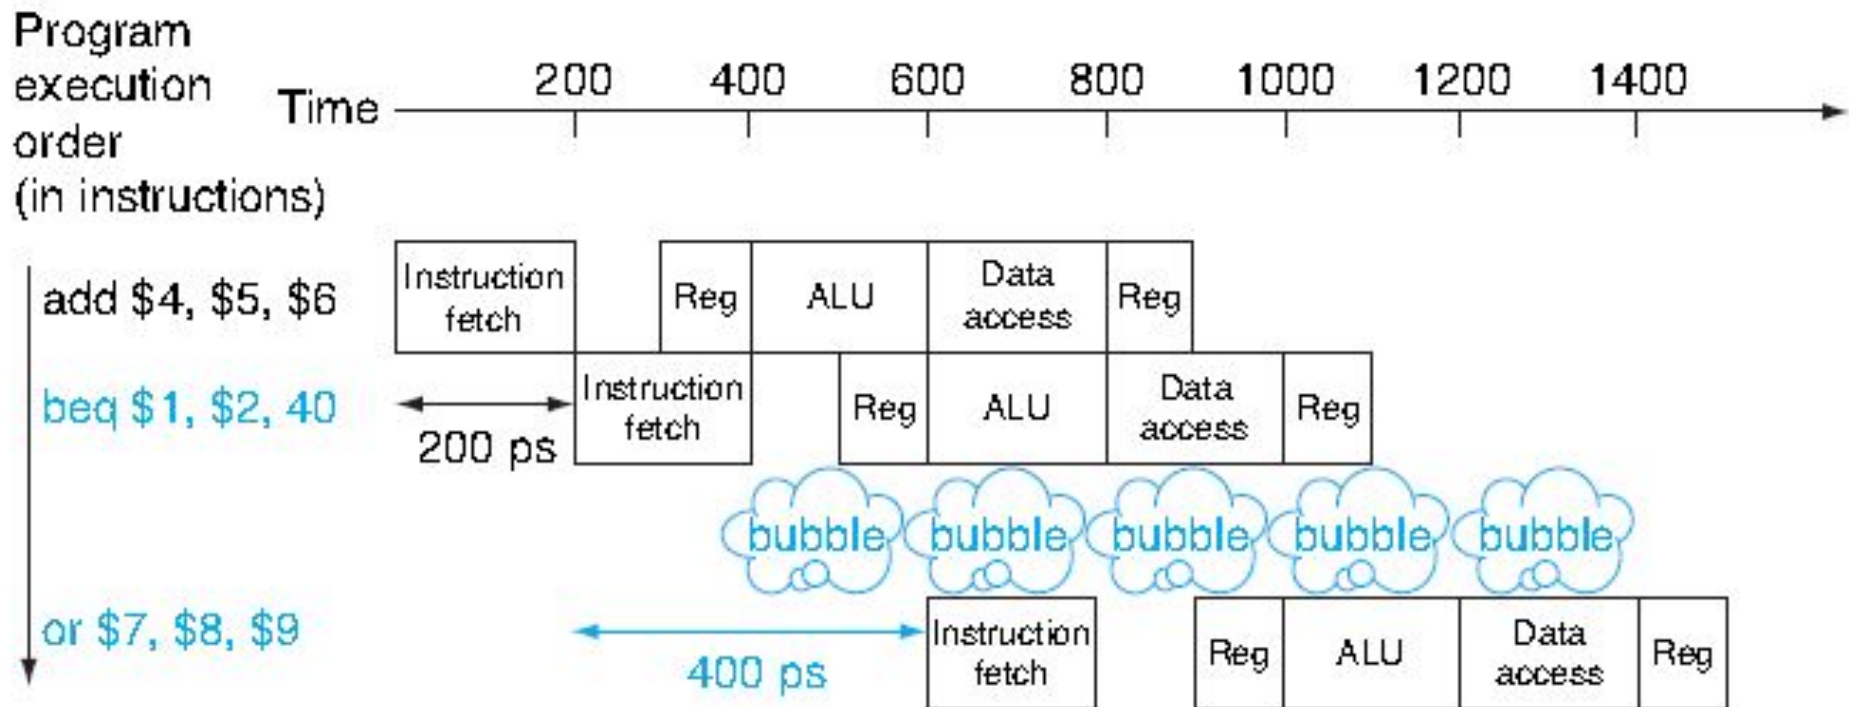 Program
execution
order
(in instructions)
Time
200 400 600 800 1000 1200 1400
add $4, $5, $6
Instruction
fetch
Reg
ALU
Data
access
Reg
beq $1, $2, 40
200 ps
Instruction
fetch
Reg
ALU
Data
access
Reg
bubble bubble bubble bubble bubble
or $7, $8, $9
400 ps
Instruction
fetch
Reg
ALU
Data
access
Reg